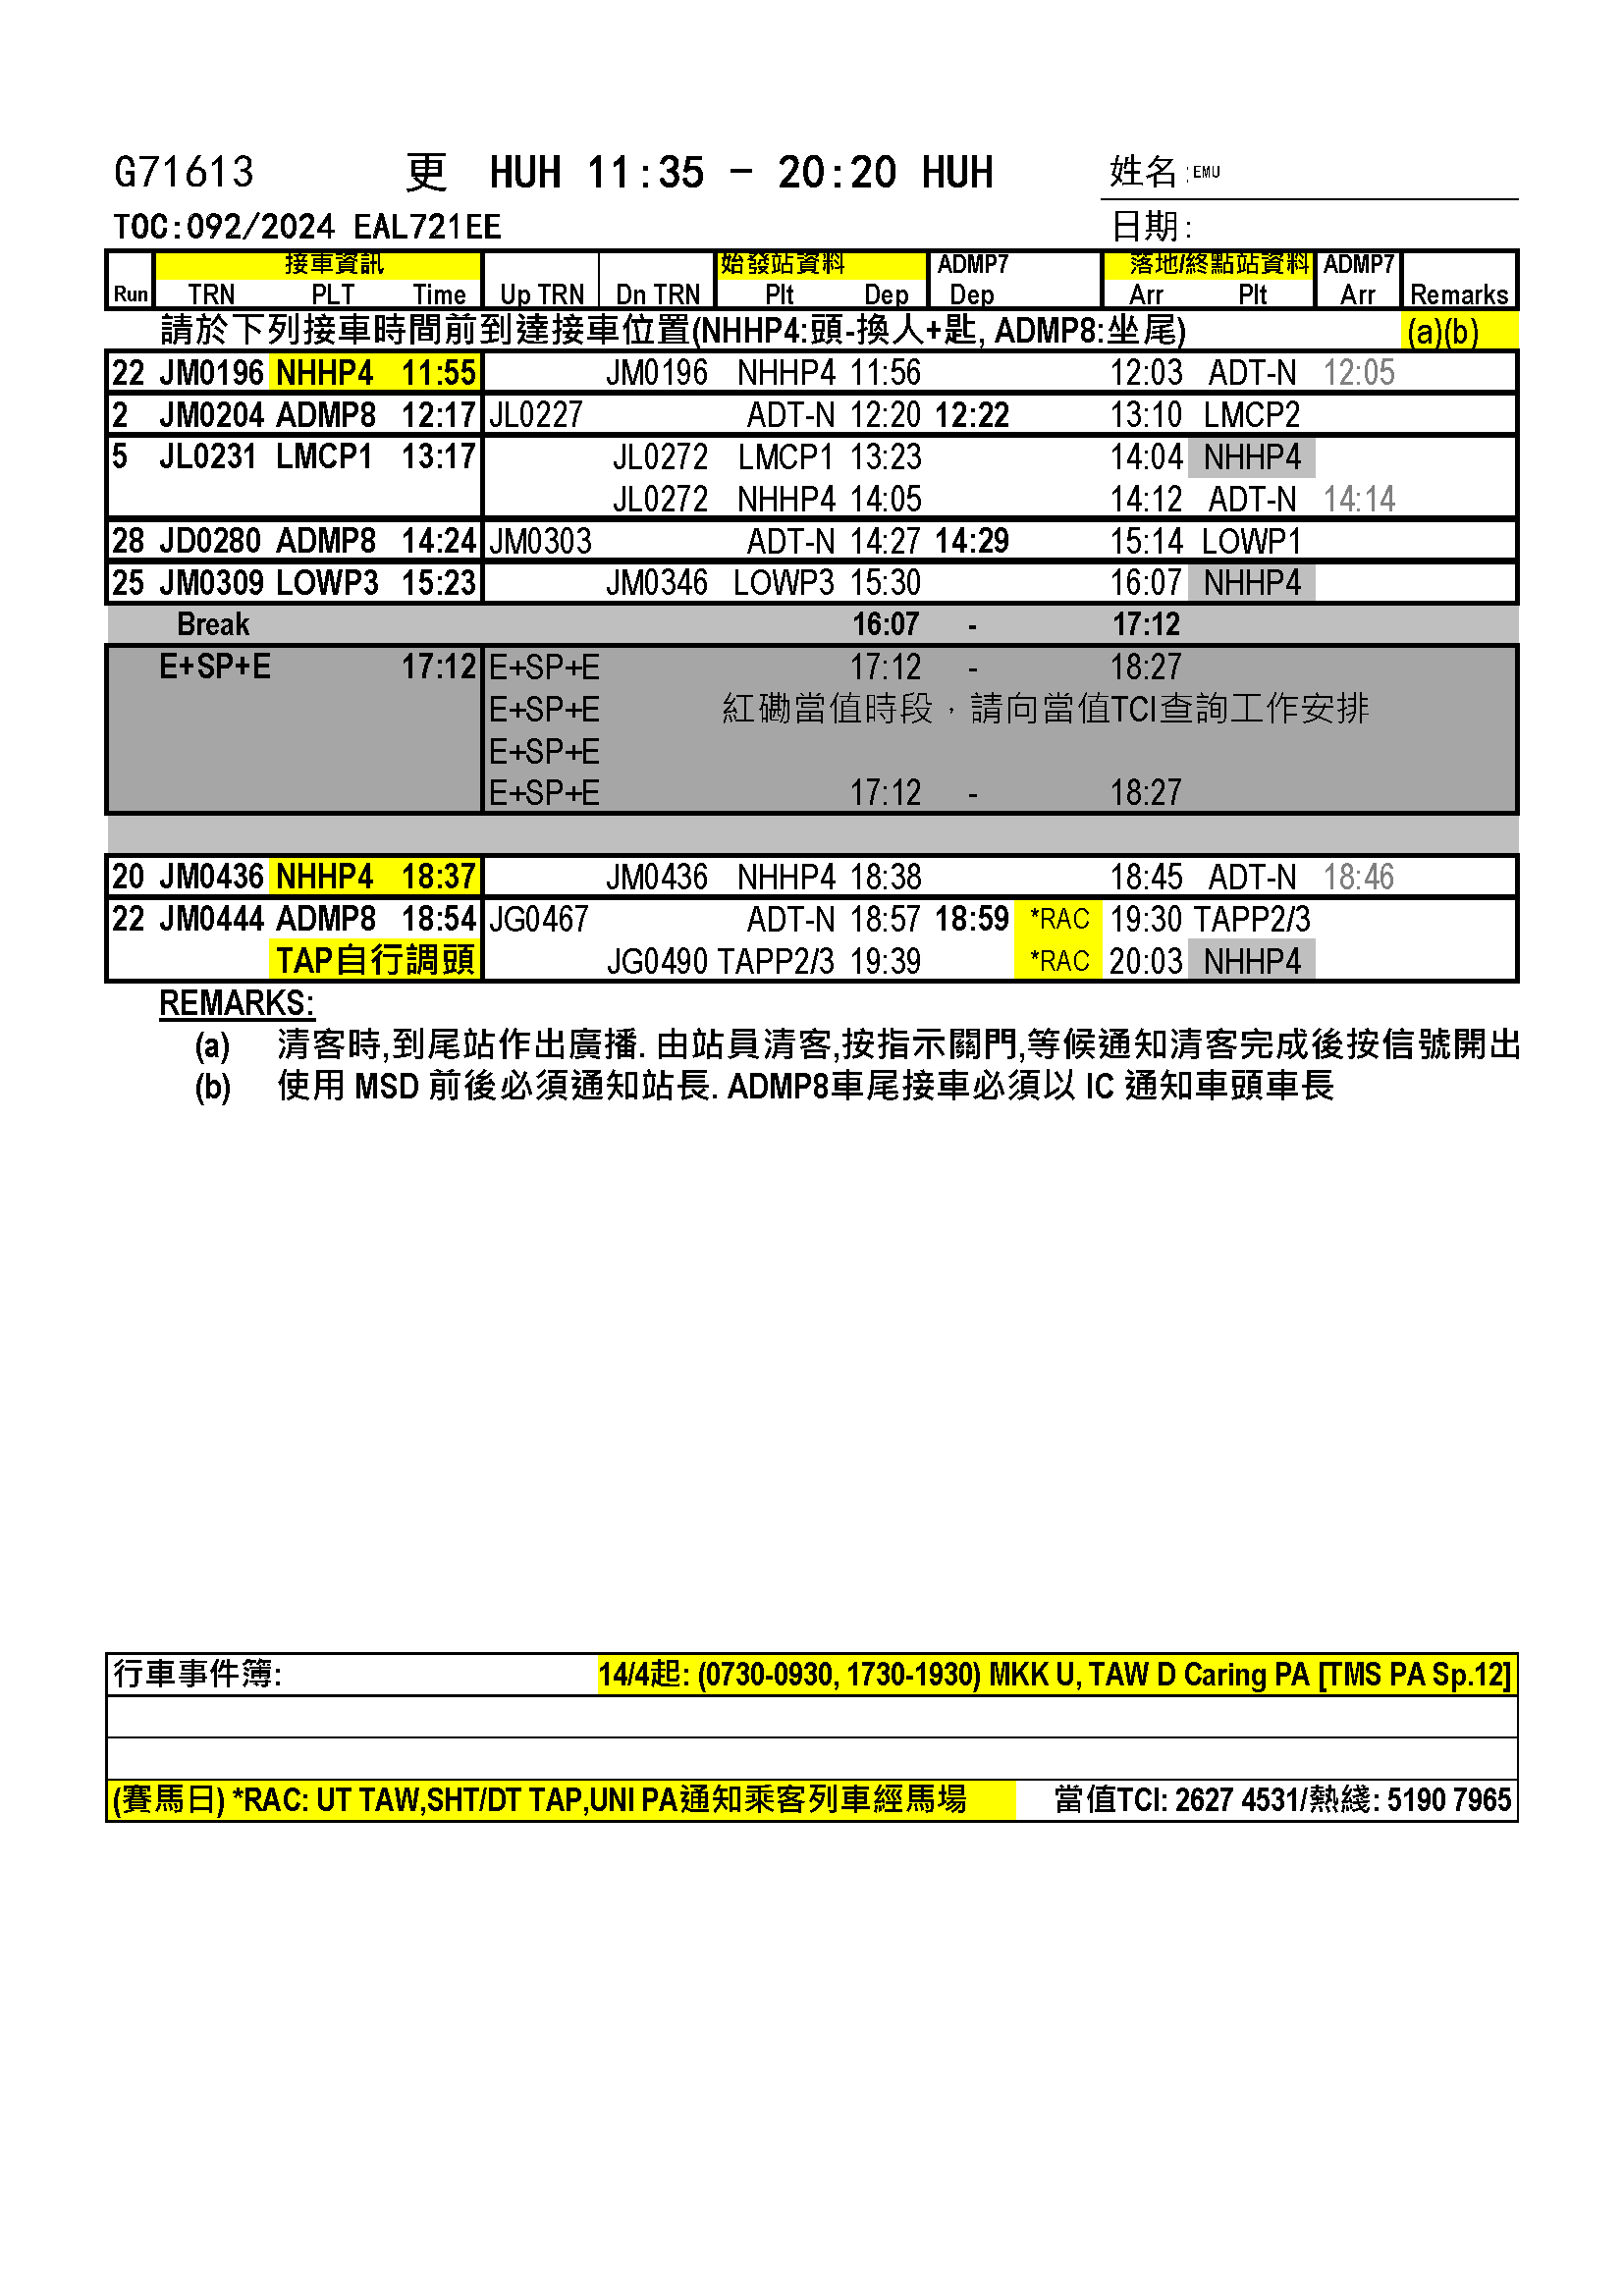 G71613 更 HUH 11:35 - 20:20 HUH 姓名:EMU
TOC:092/2024 EAL721EE 日期:
接車資訊 始發站資料 ADMP7 落地/終點站資料 ADMP7
Run TRN PLT Time Up TRN Dn TRN Plt Dep Dep Arr Plt Arr Remarks
請於下列接車時間前到達接車位置(NHHP4:頭-換人+匙, ADMP8:坐尾) (a)(b)
22 JM0196 NHHP4 11:55 JM0196 NHHP4 11:56 12:03 ADT-N 12:05
2 JM0204 ADMP8 12:17 JL0227 ADT-N 12:20 12:22 13:10 LMCP2
5 JL0231 LMCP1 13:17 JL0272 LMCP1 13:23 14:04 NHHP4
JL0272 NHHP4 14:05 14:12 ADT-N 14:14
28 JD0280 ADMP8 14:24 JM0303 ADT-N 14:27 14:29 15:14 LOWP1
25 JM0309 LOWP3 15:23 JM0346 LOWP3 15:30 16:07 NHHP4
Break 16:07 - 17:12
E+SP+E 17:12 E+SP+E 17:12 - 18:27
E+SP+E 紅磡當值時段，請向當值TCI查詢工作安排
E+SP+E
E+SP+E 17:12 - 18:27
20 JM0436 NHHP4 18:37 JM0436 NHHP4 18:38 18:45 ADT-N 18:46
22 JM0444 ADMP8 18:54 JG0467 ADT-N 18:57 18:59 *RAC 19:30 TAPP2/3
TAP自行調頭 JG0490 TAPP2/3 19:39 *RAC 20:03 NHHP4
REMARKS:
(a) 清客時,到尾站作出廣播. 由站員清客,按指示關門,等候通知清客完成後按信號開出
(b) 使用 MSD 前後必須通知站長. ADMP8車尾接車必須以 IC 通知車頭車長
行車事件簿: 14/4起: (0730-0930, 1730-1930) MKK U, TAW D Caring PA [TMS PA Sp.12]
(賽馬日) *RAC: UT TAW,SHT/DT TAP,UNI PA通知乘客列車經馬場 當值TCI: 2627 4531/熱綫: 5190 7965